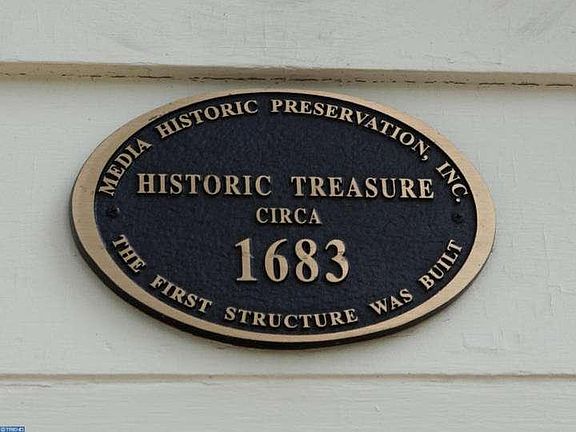 MEDIA HISTORIC PRESERVATION, INC.
HISTORIC TREASURE
CIRCA
1683
THE FIRST STRUCTURE WAS BUILT